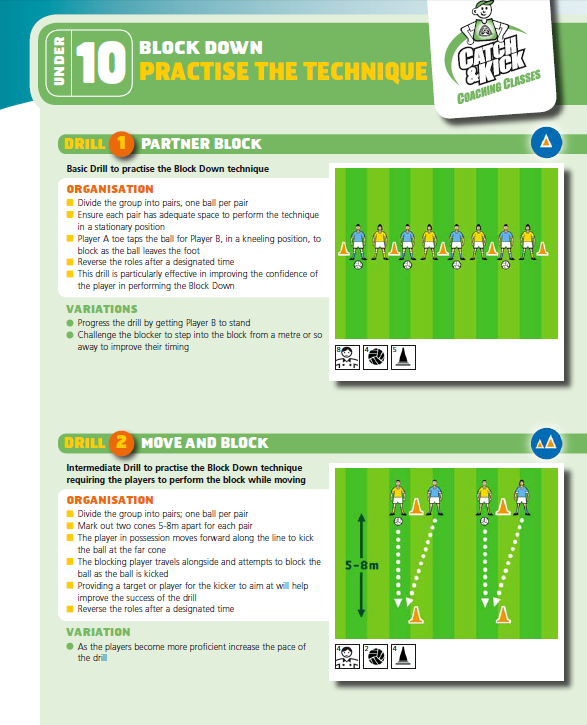 UNDER
10
BLOCK DOWN
PRACTISE THE TECHNIQUE
CATCH
&KICK
COACHING CLASSES
DRILL 1 PARTNER BLOCK
Basic Drill to practise the Block Down technique
ORGANISATION
Divide the group into pairs, one ball per pair
Ensure each pair has adequate space to perform the technique
in a stationary position
Player A toe taps the ball for Player B, in a kneeling position, to
block as the ball leaves the foot
Reverse the roles after a designated time
This drill is particularly effective in improving the confidence of
the player in performing the Block Down
VARIATIONS
Progress the drill by getting Player B to stand
Challenge the blocker to step into the block from a metre or so
away to improve their timing
8 4 5
DRILL 2 MOVE AND BLOCK
Intermediate Drill to practise the Block Down technique
requiring the players to perform the block while moving
ORGANISATION
Divide the group into pairs; one ball per pair
Mark out two cones 5-8m apart for each pair
The player in possession moves forward along the line to kick
the ball at the far cone
The blocking player travels alongside and attempts to block the
ball as the ball is kicked
Providing a target or player for the kicker to aim at will help
improve the success of the drill
Reverse the roles after a designated time
VARIATION
As the players become more proficient increase the pace of
the drill
5-8m
4 2 4